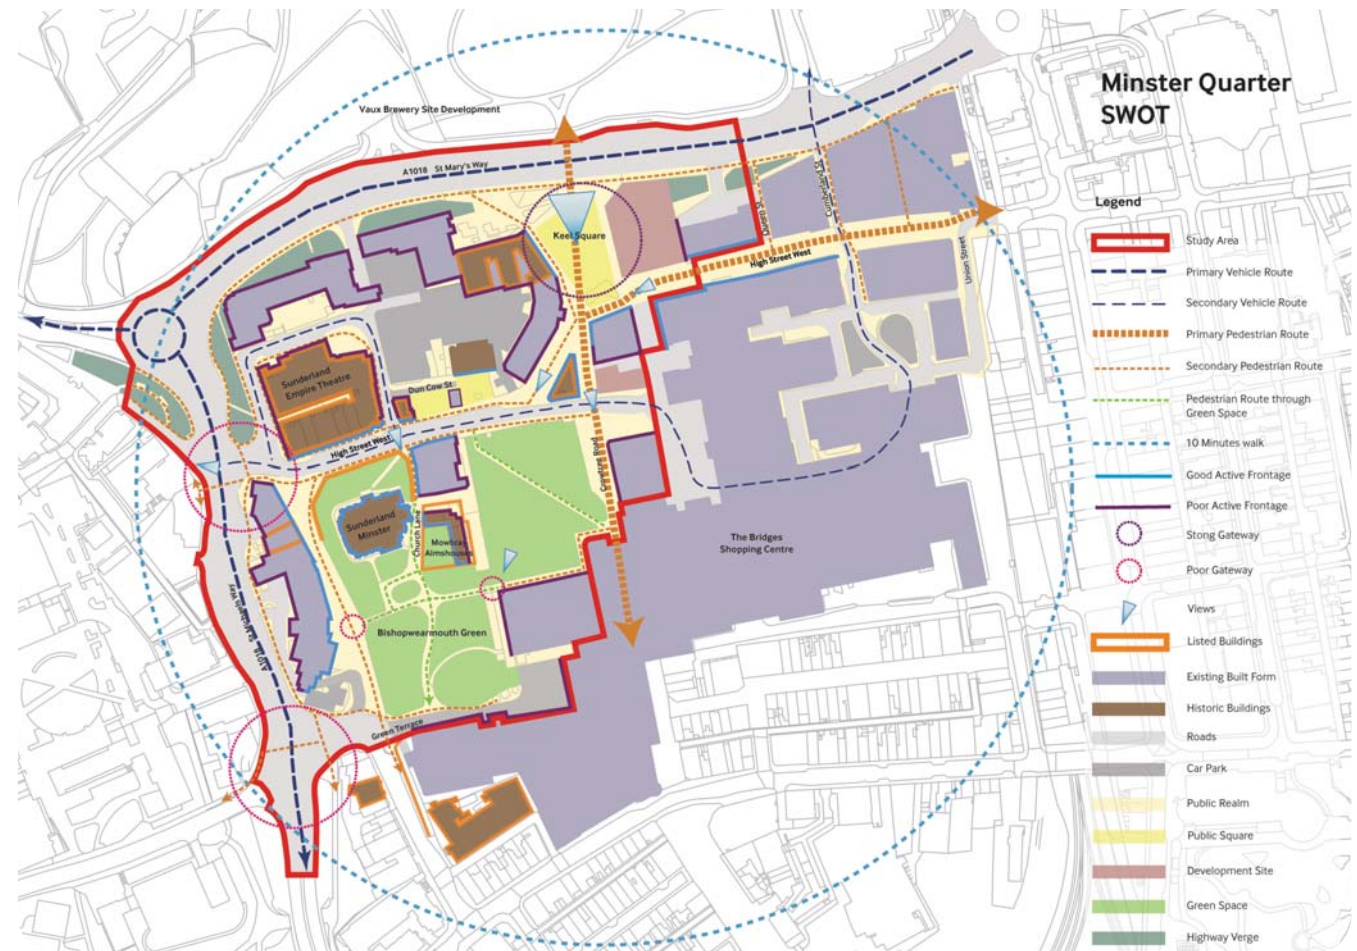 Minster Quarter
SWOT
Legend
Study Area
Primary Vehicle Route
Secondary Vehicle Route
Primary Pedestrian Route
Secondary Pedestrian Route
Pedestrian Route through
Green Space
10 Minutes walk
Good Active Frontage
Poor Active Frontage
Stong Gateway
Poor Gateway
Views
Listed Buildings
Existing Built Form
Historic Buildings
Roads
Car Park
Public Realm
Public Square
Development Site
Green Space
Highway Verge
Vaux Brewery Site Development
A1018 St Mary's Way
Keel Square
Queen St
Cumberland St
High Street West
Union Street
Sunderland
Empire Theatre
Dun Cow St
High Street West
Crowtree Road
Sunderland
Minster
Church Lane
Mowbray
Almshouses
The Bridges
Shopping Centre
Bishopwearmouth Green
A1018 St Michaels Way
Green Terrace